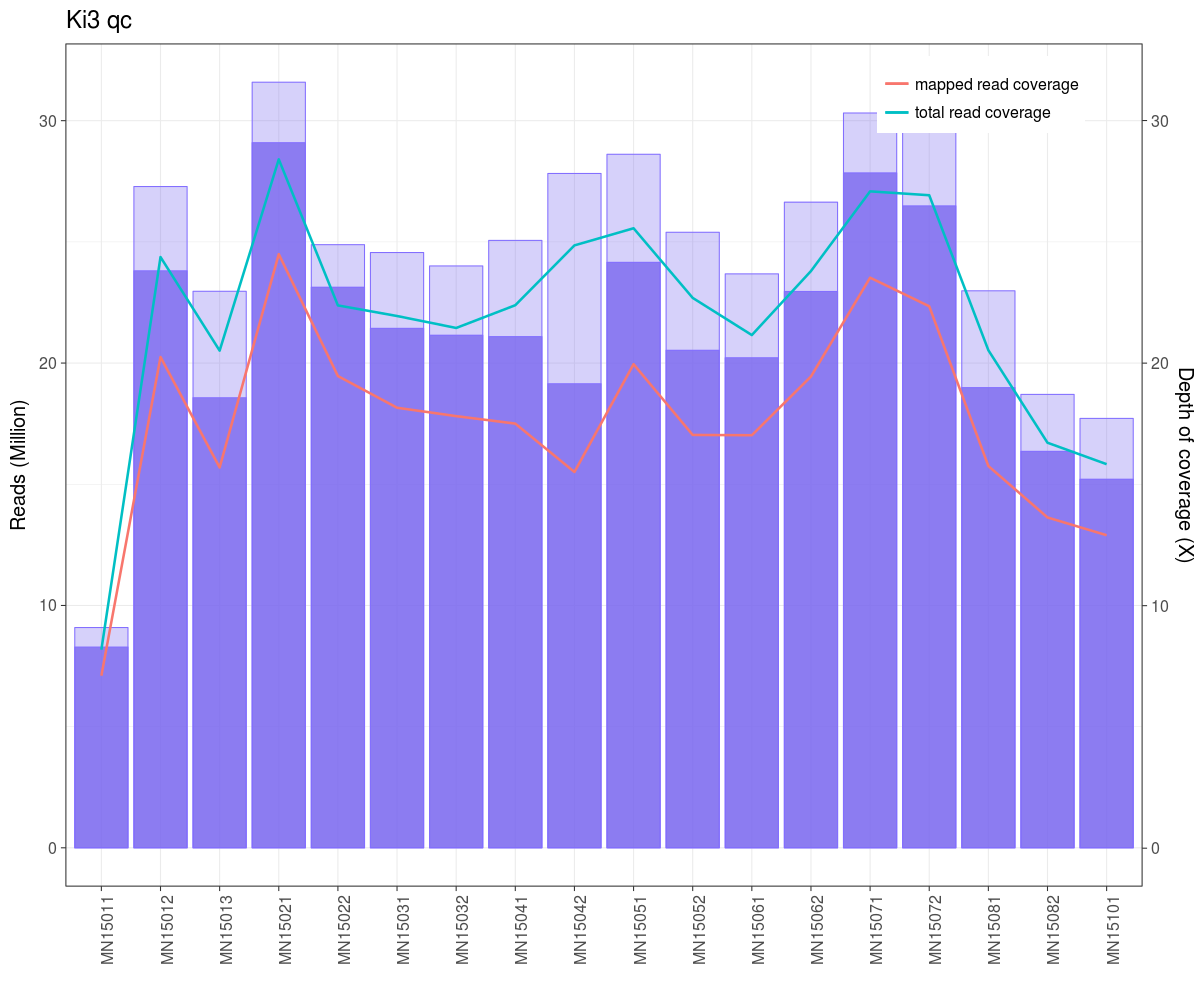 Ki3 qc
mapped read coverage
total read coverage
30
20
10
0
30
20
10
0
Reads (Million)
Depth of coverage (X)
MN15011
MN15012
MN15013
MN15021
MN15022
MN15031
MN15032
MN15041
MN15042
MN15051
MN15052
MN15061
MN15062
MN15071
MN15072
MN15081
MN15082
MN15101